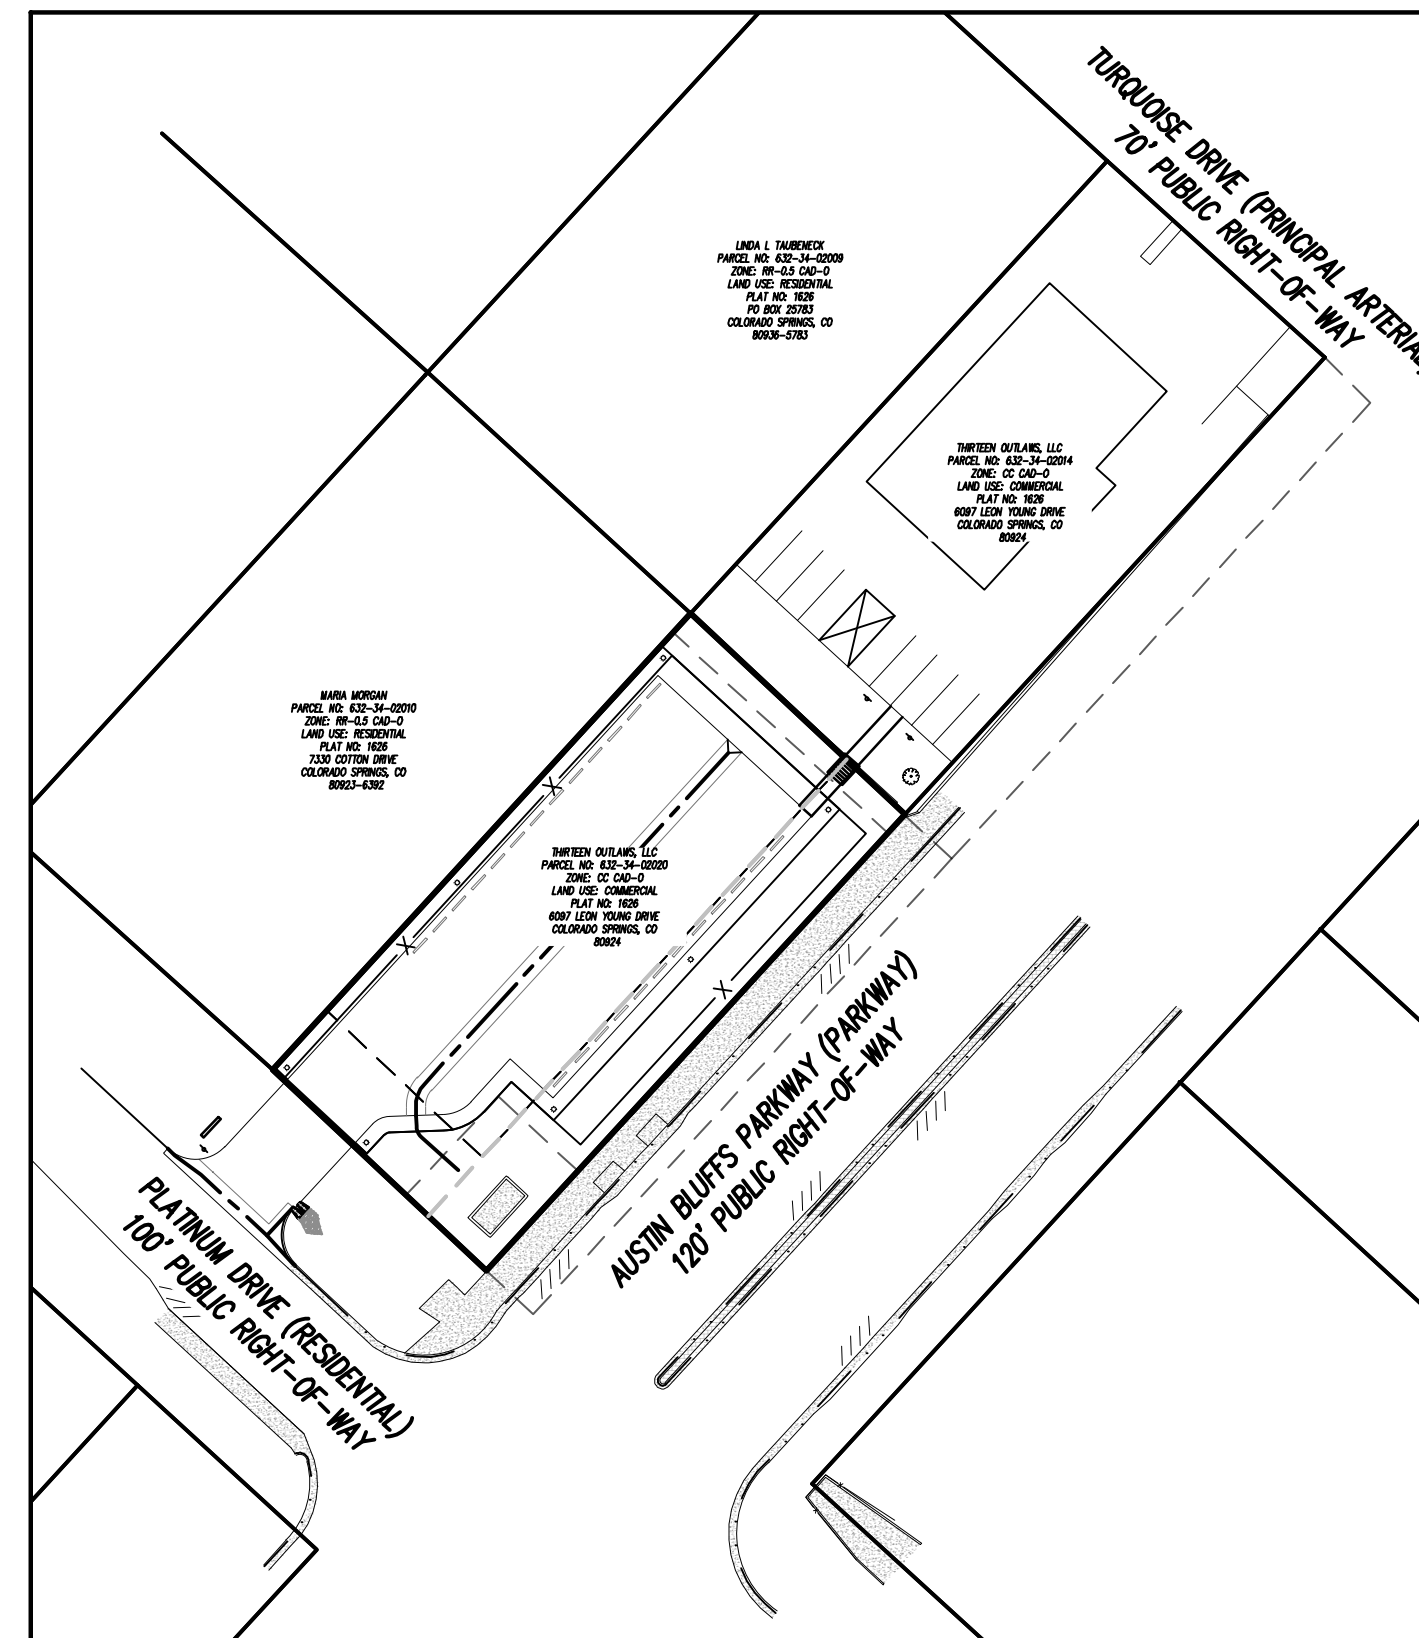 TURQUOISE DRIVE (PRINCIPAL ARTERIAL)
70' PUBLIC RIGHT-OF-WAY
LINDA L TAUBENECK
PARCEL NO: 632-34-02009
ZONE: RR-0.5 CAD-O
LAND USE: RESIDENTIAL
PLAT NO: 1626
PO BOX 25783
COLORADO SPRINGS, CO
80936-5783
THIRTEEN OUTLAWS, LLC
PARCEL NO: 632-34-02014
ZONE: CC CAD-O
LAND USE: COMMERCIAL
PLAT NO: 1626
6097 LEON YOUNG DRIVE
COLORADO SPRINGS, CO
80924
MARIA MORGAN
PARCEL NO: 632-34-02010
ZONE: RR-0.5 CAD-O
LAND USE: RESIDENTIAL
PLAT NO: 1626
7330 COTTON DRIVE
COLORADO SPRINGS, CO
80923-6392
THIRTEEN OUTLAWS, LLC
PARCEL NO: 632-34-02020
ZONE: CC CAD-O
LAND USE: COMMERCIAL
PLAT NO: 1626
6097 LEON YOUNG DRIVE
COLORADO SPRINGS, CO
80924
X
X
X
AUSTIN BLUFFS PARKWAY (PARKWAY)
120' PUBLIC RIGHT-OF-WAY
PLATINUM DRIVE (RESIDENTIAL)
100' PUBLIC RIGHT-OF-WAY